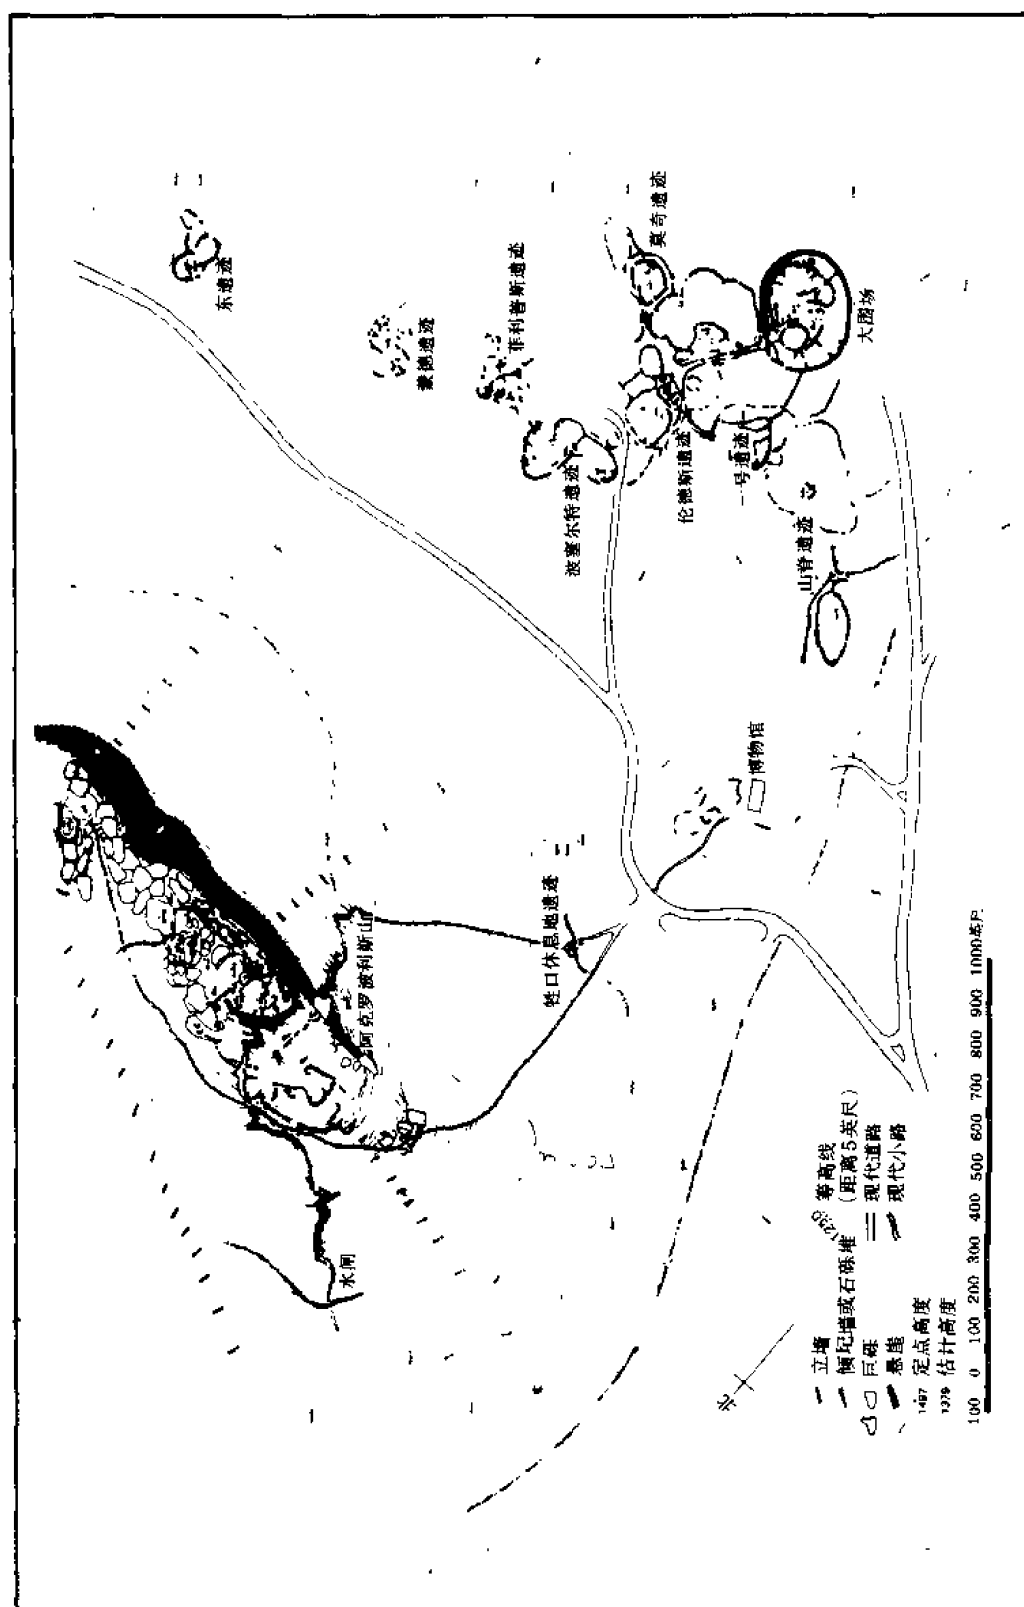 东遗迹
蒙德遗迹
菲利普斯遗迹
莫奇遗迹
大围场
波塞尔特遗迹
伦德斯遗迹
一号遗迹
山脊遗迹
博物馆
牲口休息地遗迹
阿克罗波利斯山
水闸
北
立墙
倾圮墙或石砾堆
巨砾
悬崖
1497 定点高度
1379 估计高度
等高线
(距离5英尺)
现代道路
现代小路
100 0 100 200 300 400 500 600 700 800 900 1000英尺